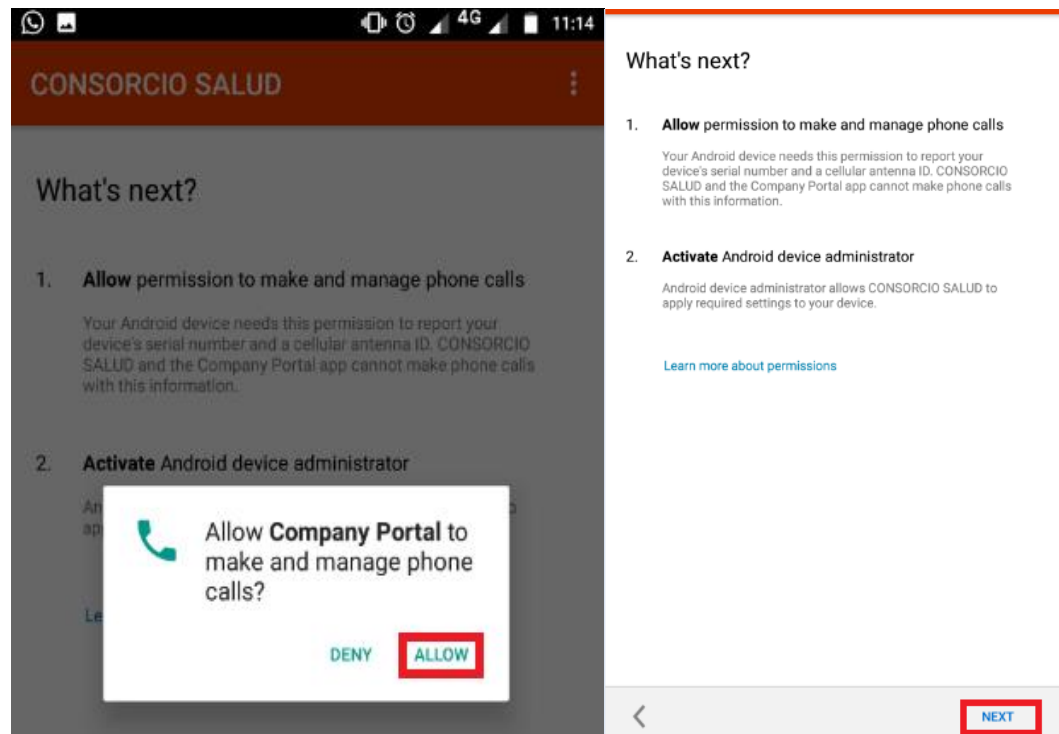 4G 11:14
CONSORCIO SALUD
What's next?
1. Allow permission to make and manage phone calls
Your Android device needs this permission to report your
device's serial number and a cellular antenna ID. CONSORCIO
SALUD and the Company Portal app cannot make phone calls
with this information.
2. Activate Android device administrator
An
ap
Le
Allow Company Portal to
make and manage phone
calls?
DENY ALLOW
What's next?
1. Allow permission to make and manage phone calls
Your Android device needs this permission to report your
device's serial number and a cellular antenna ID. CONSORCIO
SALUD and the Company Portal app cannot make phone calls
with this information.
2. Activate Android device administrator
Android device administrator allows CONSORCIO SALUD to
apply required settings to your device.
Learn more about permissions
NEXT